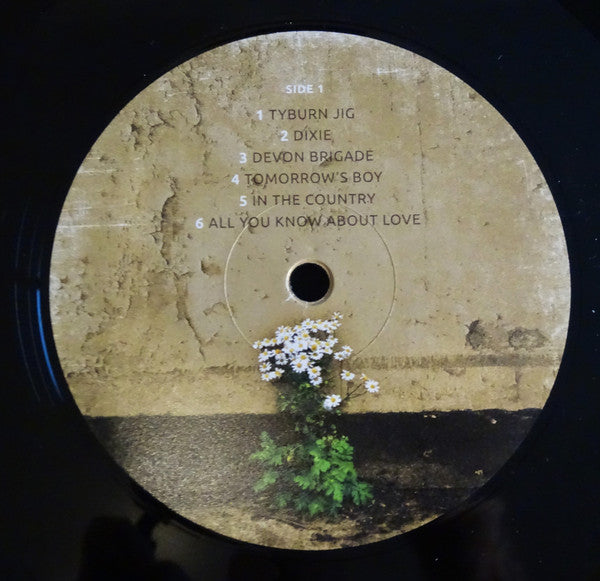 SIDE 1
1 TYBURN JIG
2 DIXIE
3 DEVON BRIGADE
4 TOMORROW'S BOY
5 IN THE COUNTRY
6 ALL YOU KNOW ABOUT LOVE